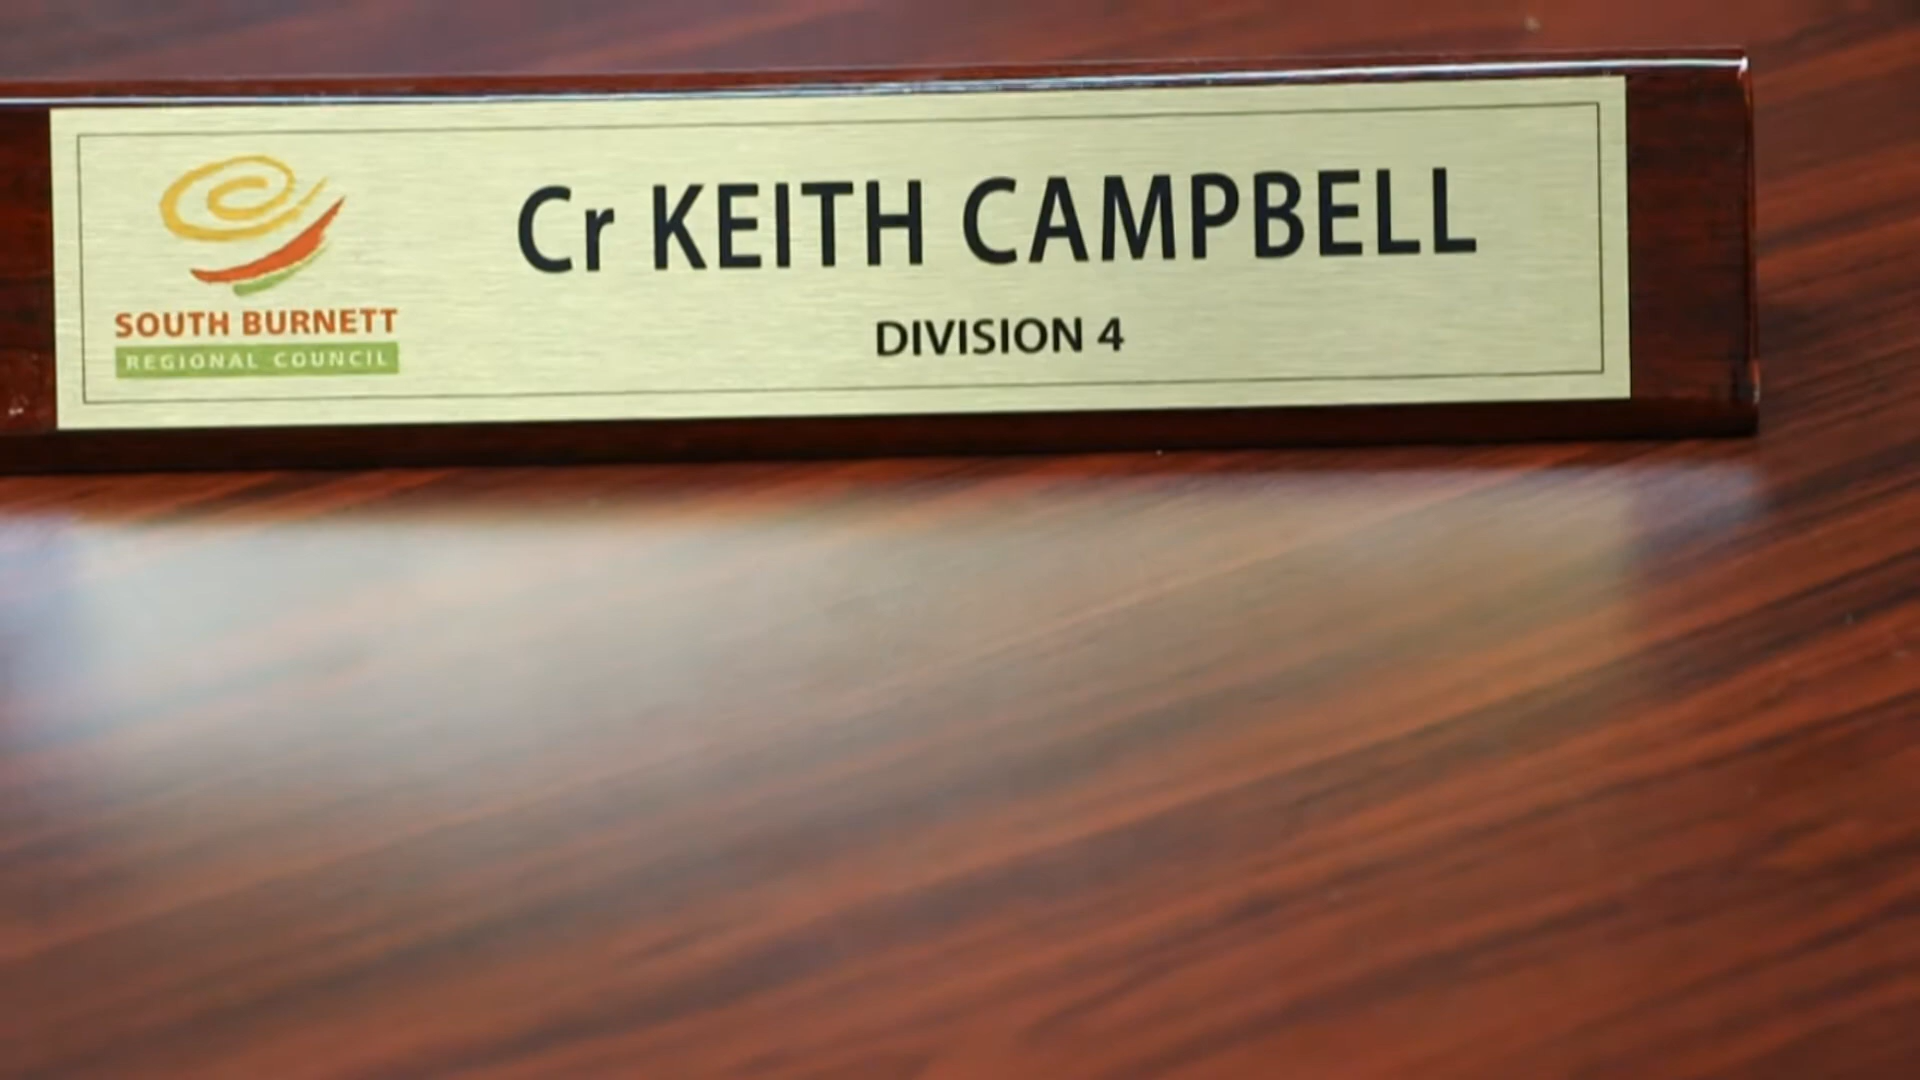 Cr KEITH CAMPBELL
DIVISION 4
SOUTH BURNETT
REGIONAL COUNCIL